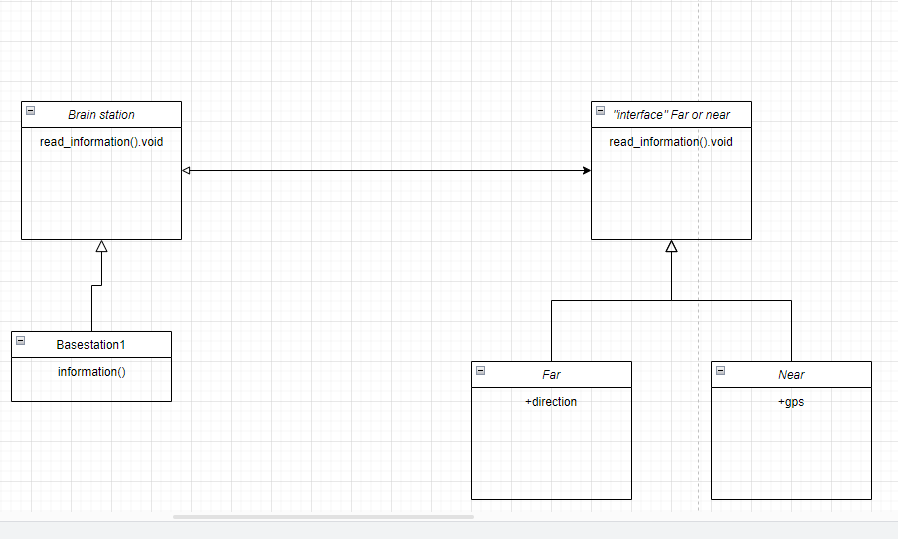 Brain station
read_information().void
"interface" Far or near
read_information().void
Basestation1
information()
Far
+direction
Near
+gps